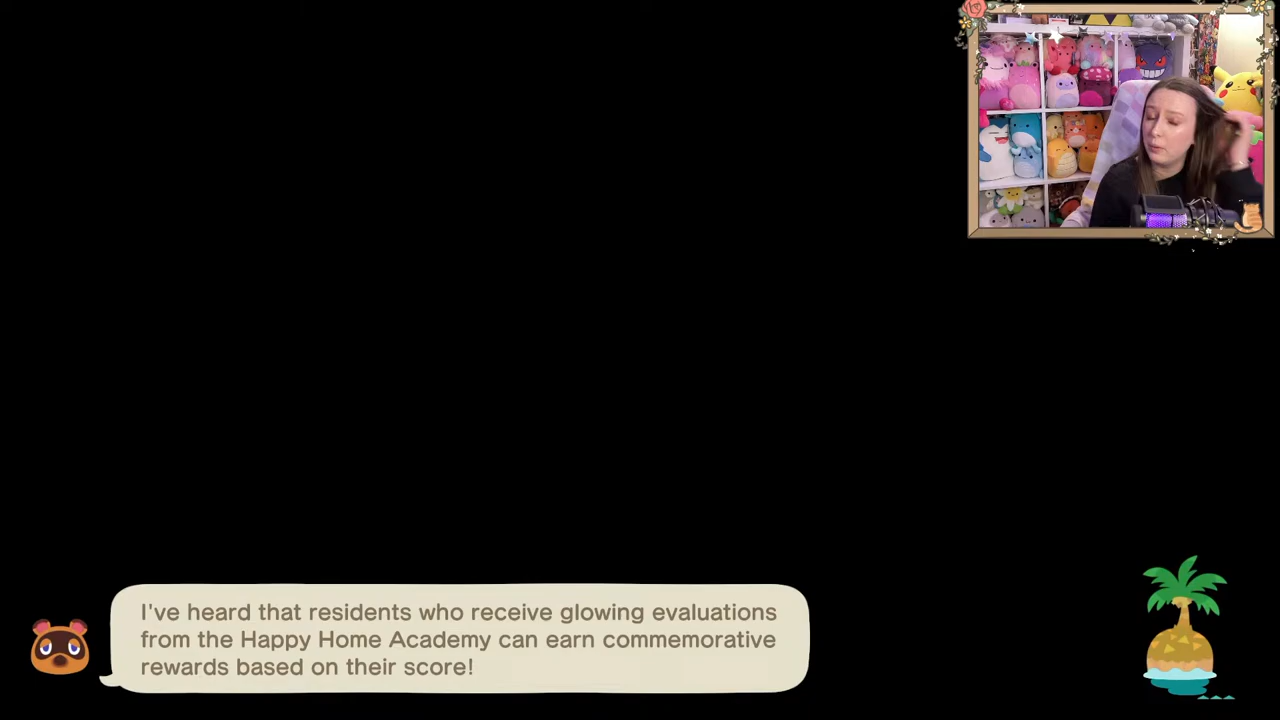 I've heard that residents who receive glowing evaluations
from the Happy Home Academy can earn commemorative
rewards based on their score!